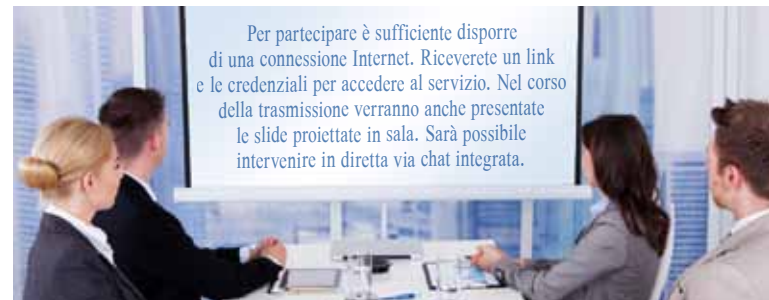 Per partecipare è sufficiente disporre
di una connessione Internet. Riceverete un link
e le credenziali per accedere al servizio. Nel corso
della trasmissione verranno anche presentate
le slide proiettate in sala. Sarà possibile
intervenire in diretta via chat integrata.